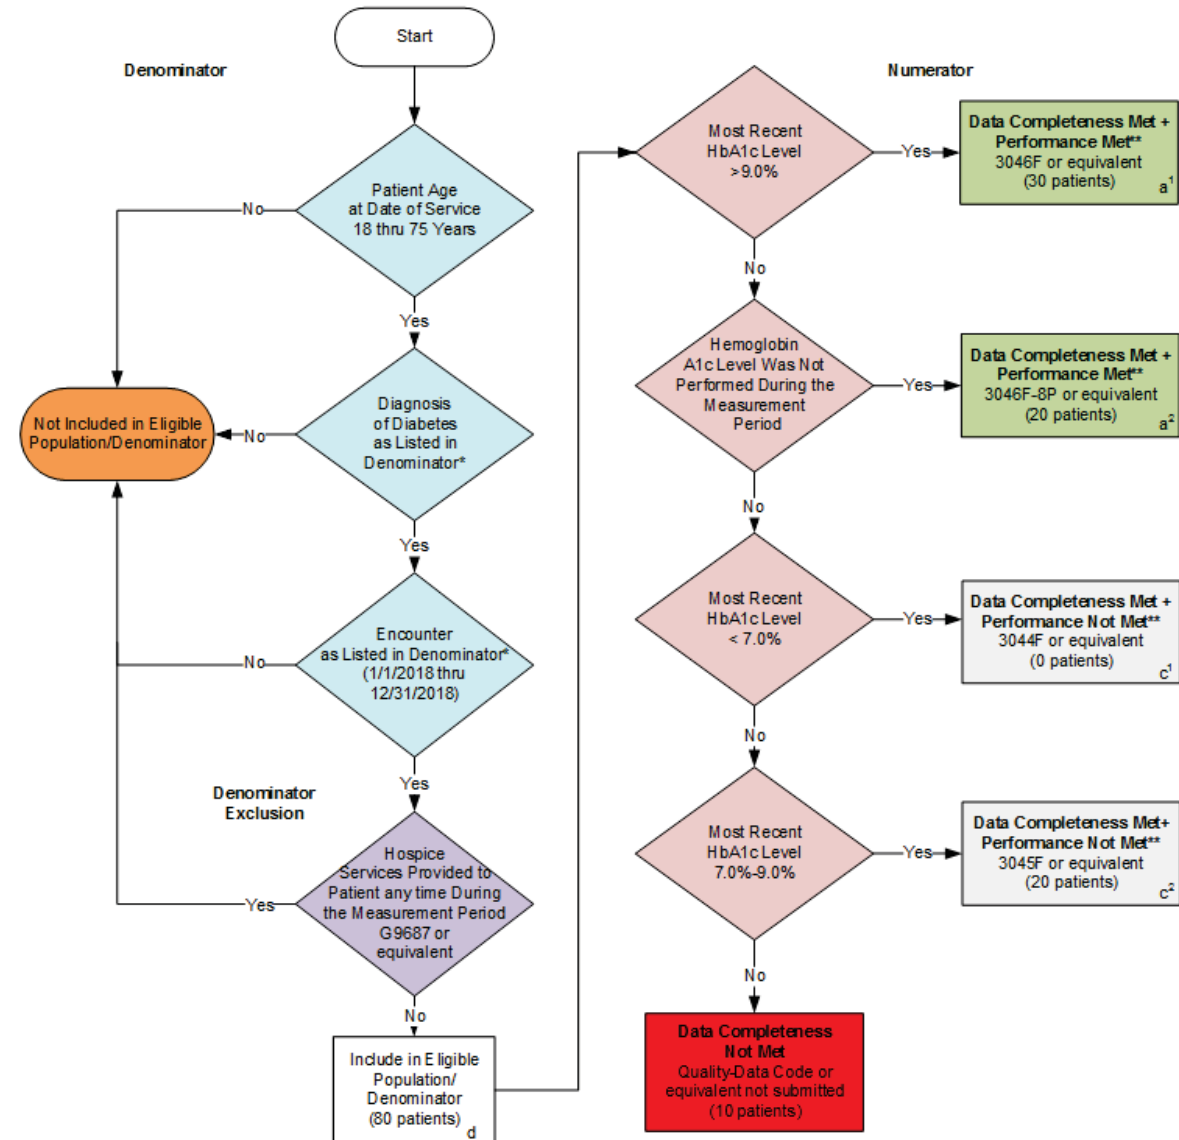 Start
Denominator
Patient Age
at Date of Service
18 thru 75 Years
No
Yes
Diagnosis
of Diabetes
as Listed in
Denominator*
No
Not Included in Eligible
Population/Denominator
Yes
Encounter
as Listed in Denominator*
(1/1/2018 thru
12/31/2018)
No
Yes
Denominator
Exclusion
Hospice
Services Provided to
Patient any time During
the Measurement Period
G9687 or
equivalent
Yes
No
Include in Eligible
Population/
Denominator
(80 patients)
d
Numerator
Most Recent
HbA1c Level
>9.0%
Yes
Data Completeness Met +
Performance Met**
3046F or equivalent
(30 patients)
a¹
No
Hemoglobin
A1c Level Was Not
Performed During the
Measurement
Period
Yes
Data Completeness Met +
Performance Met**
3046F-8P or equivalent
(20 patients)
a²
No
Most Recent
HbA1c Level
< 7.0%
Yes
Data Completeness Met +
Performance Not Met**
3044F or equivalent
(0 patients)
c¹
No
Most Recent
HbA1c Level
7.0%-9.0%
Yes
Data Completeness Met+
Performance Not Met**
3045F or equivalent
(20 patients)
c²
No
Data Completeness
Not Met
Quality-Data Code or
equivalent not submitted
(10 patients)